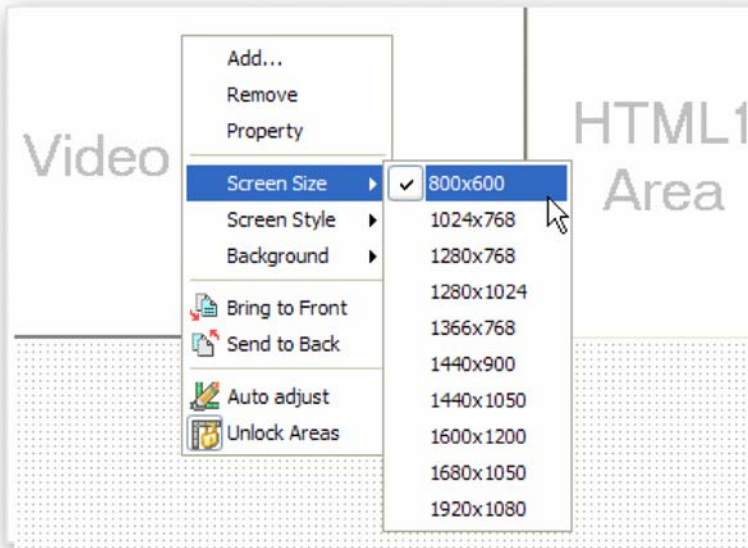 Video
HTML1
Area
Add...
Remove
Property
Screen Size
Screen Style
Background
Bring to Front
Send to Back
Auto adjust
Unlock Areas
800x600
1024x768
1280x768
1280x1024
1366x768
1440x900
1440x1050
1600x1200
1680x1050
1920x1080